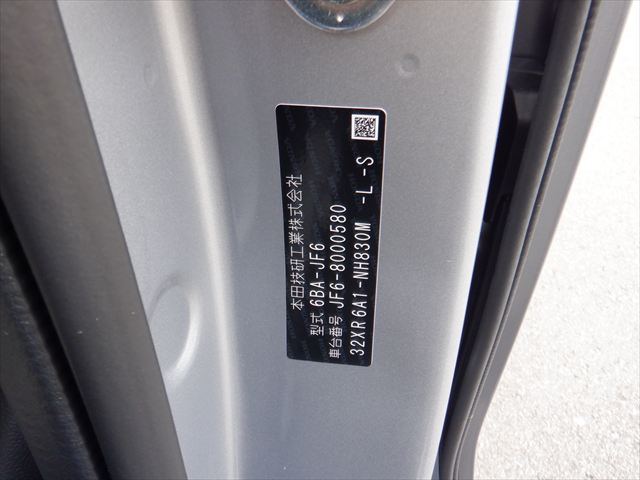 本田技研工業株式会社
型式 6BA-JF6
車台番号 JF6-8000580
32XR6A1-NH830M -L -S